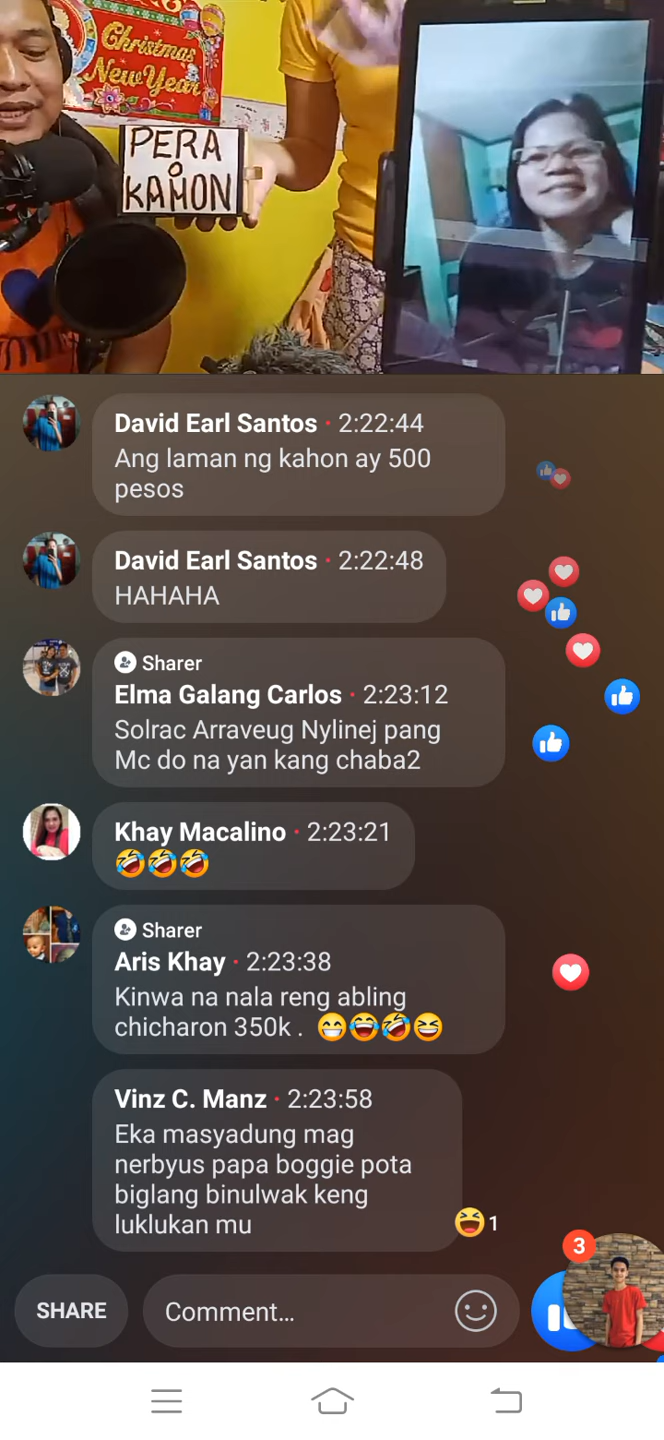 Christmas
New Year
PERA
O
KAHON
David Earl Santos • 2:22:44
Ang laman ng kahon ay 500
pesos
David Earl Santos • 2:22:48
HAHAHA
Sharer
Elma Galang Carlos • 2:23:12
Solrac Arraveug Nylinej pang
Mc do na yan kang chaba2
Khay Macalino • 2:23:21
🤣🤣🤣
Sharer
Aris Khay • 2:23:38
Kinwa na nala reng abling
chicharon 350k . 😁😂🤣😆
Vinz C. Manz • 2:23:58
Eka masyadung mag
nerbyus papa boggie pota
biglang binulwak keng
luklukan mu
1
3
SHARE
Comment...